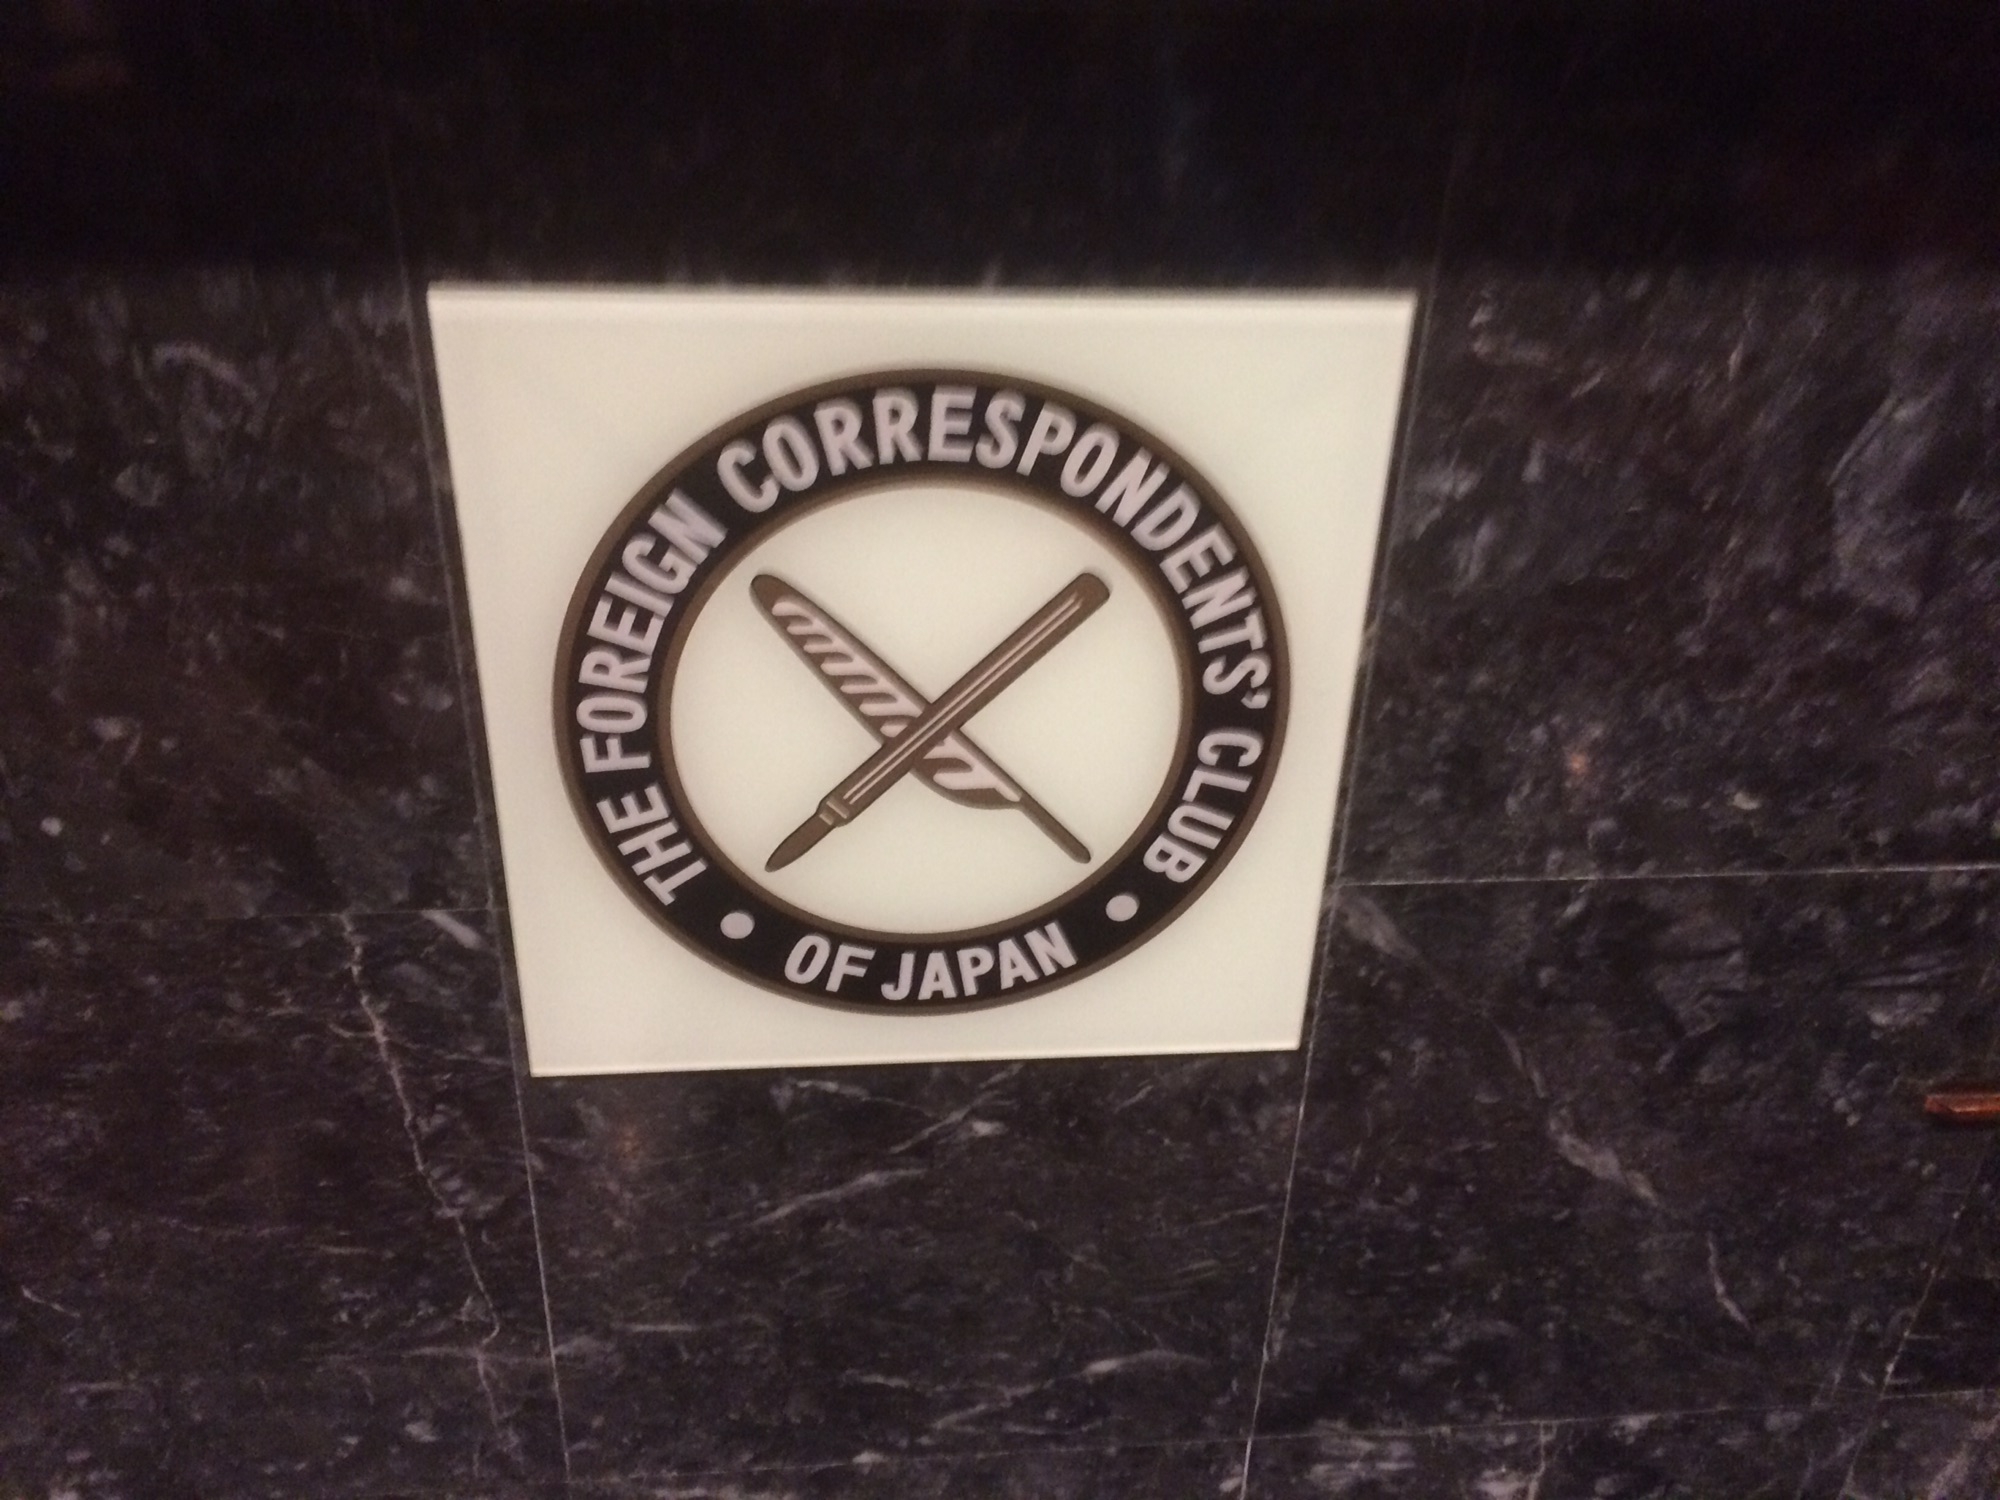 THE FOREIGN CORRESPONDENTS' CLUB
OF JAPAN